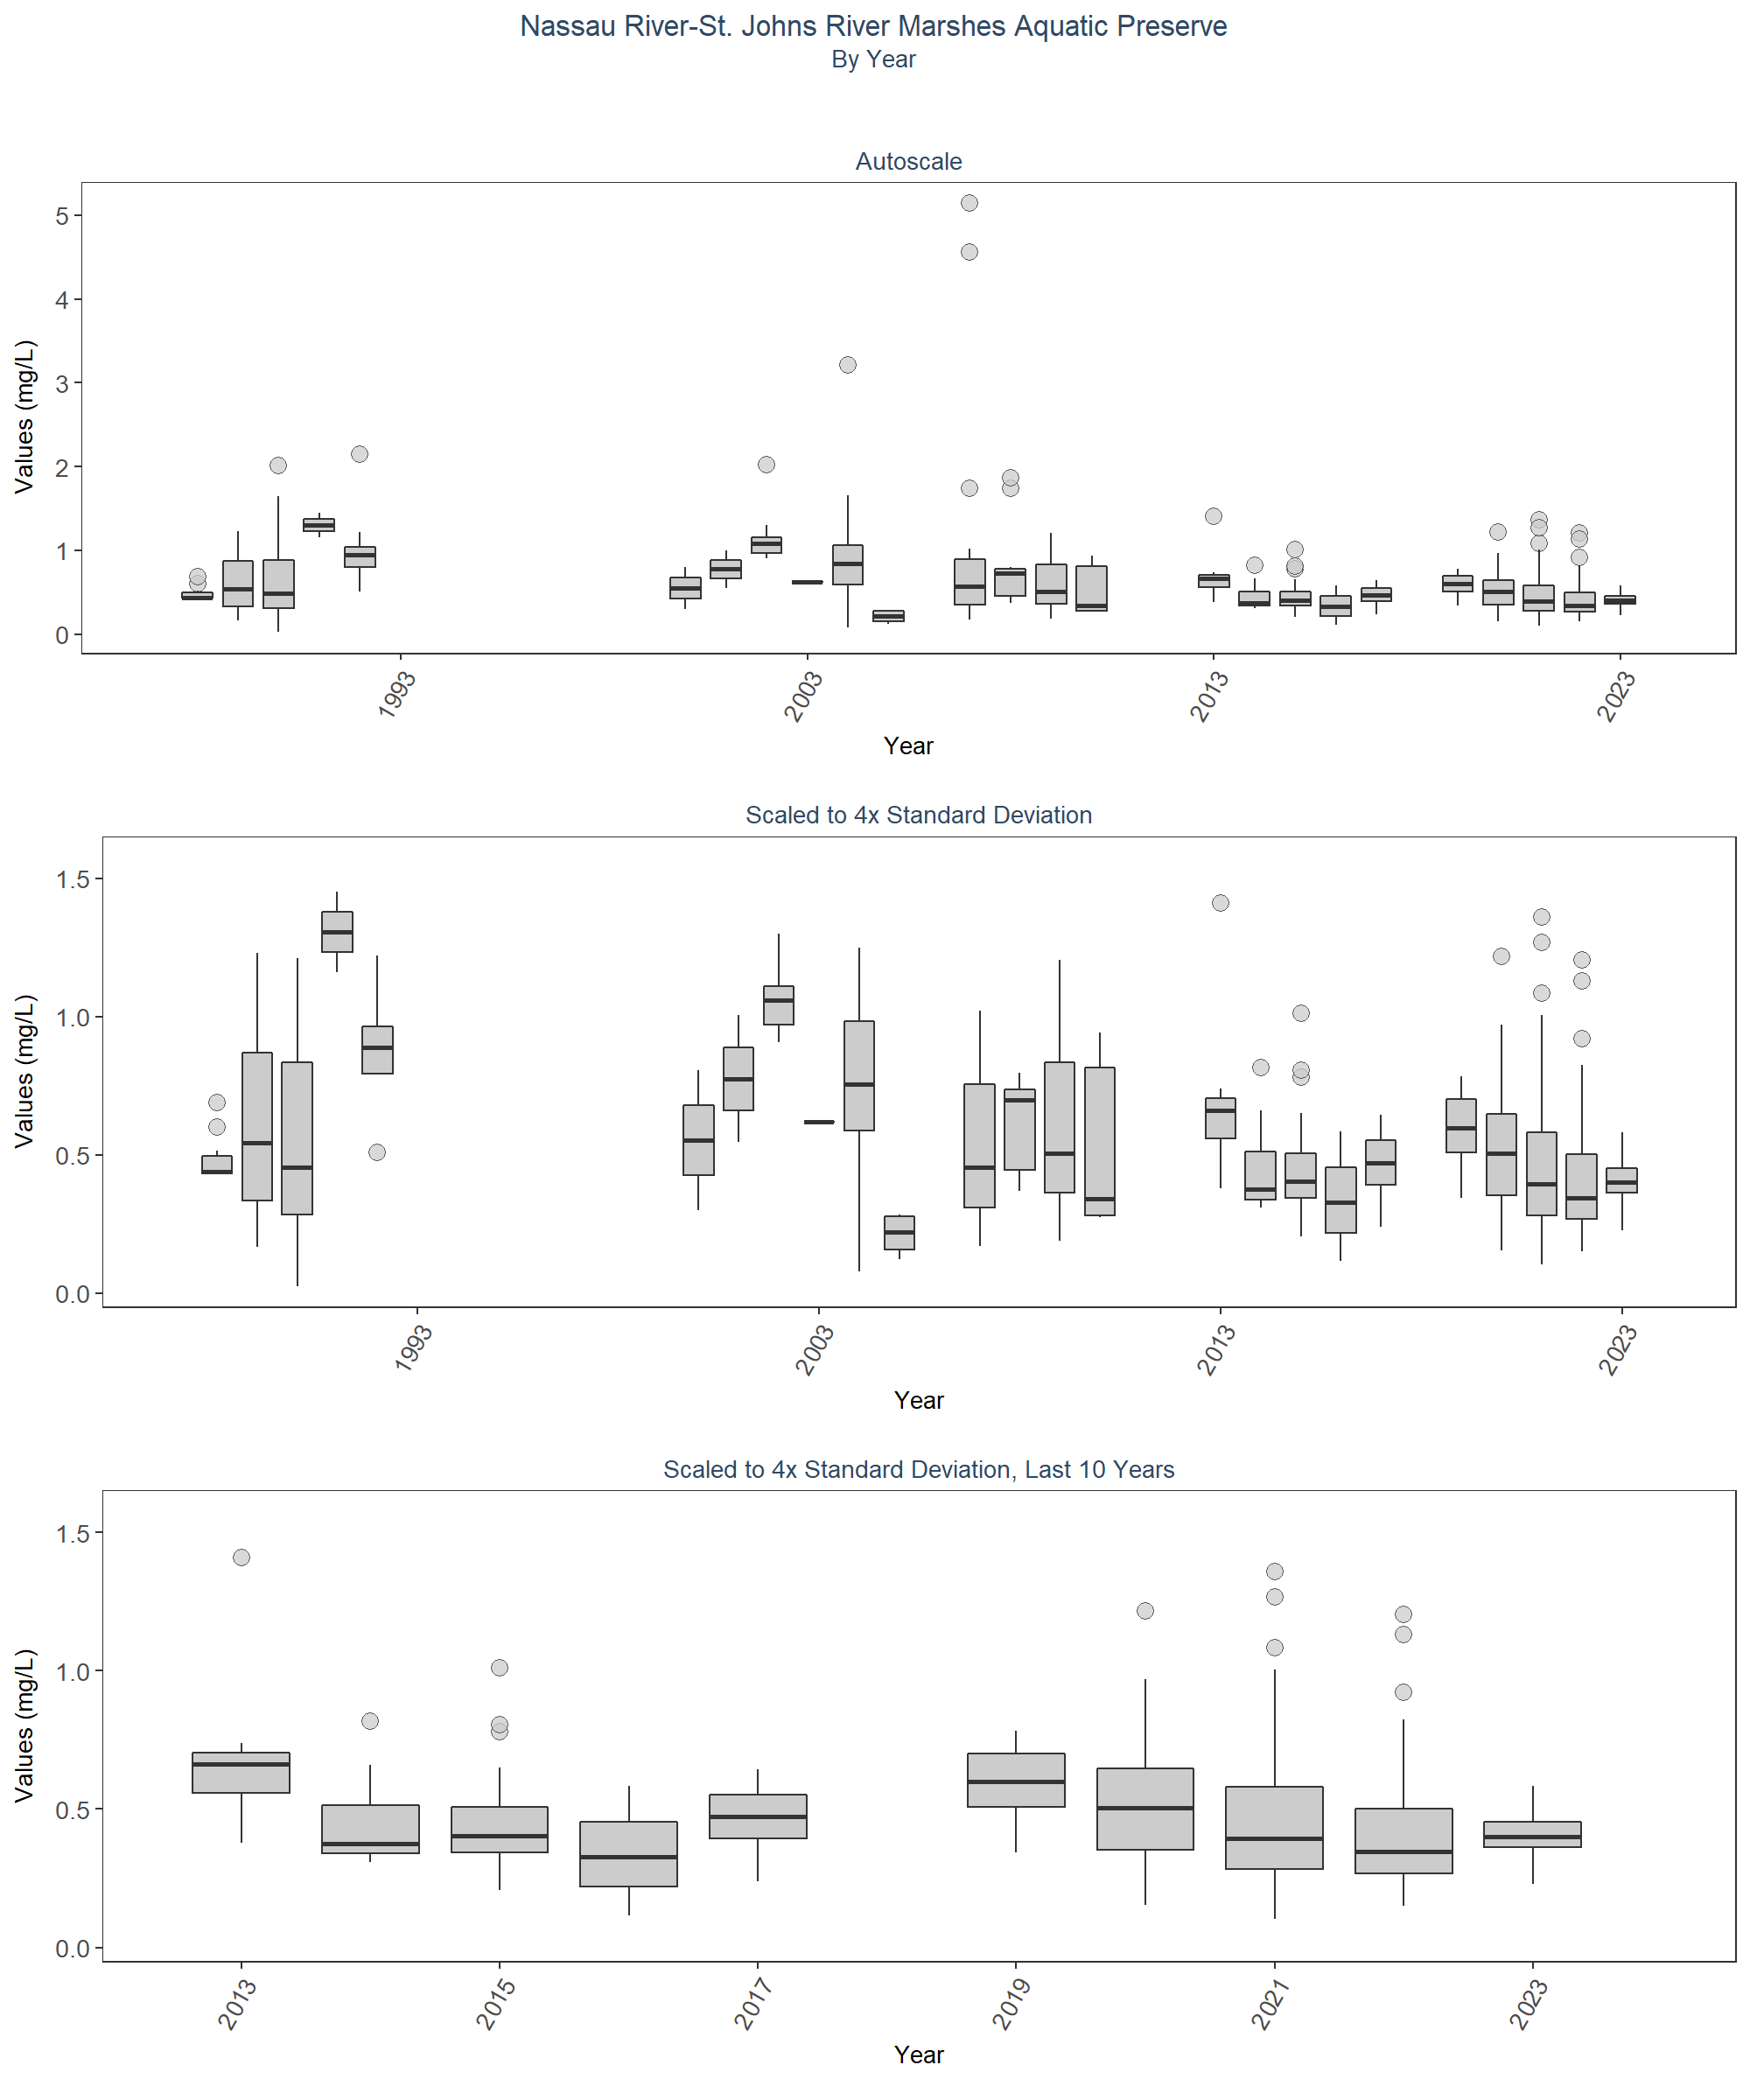 Nassau River-St. Johns River Marshes Aquatic Preserve
By Year
Autoscale
Values (mg/L)
5
4
3
2
1
0
1993
2003
2013
2023
Year
Scaled to 4x Standard Deviation
Values (mg/L)
1.5
1.0
0.5
0.0
1993
2003
2013
2023
Year
Scaled to 4x Standard Deviation, Last 10 Years
Values (mg/L)
1.5
1.0
0.5
0.0
2013
2015
2017
2019
2021
2023
Year